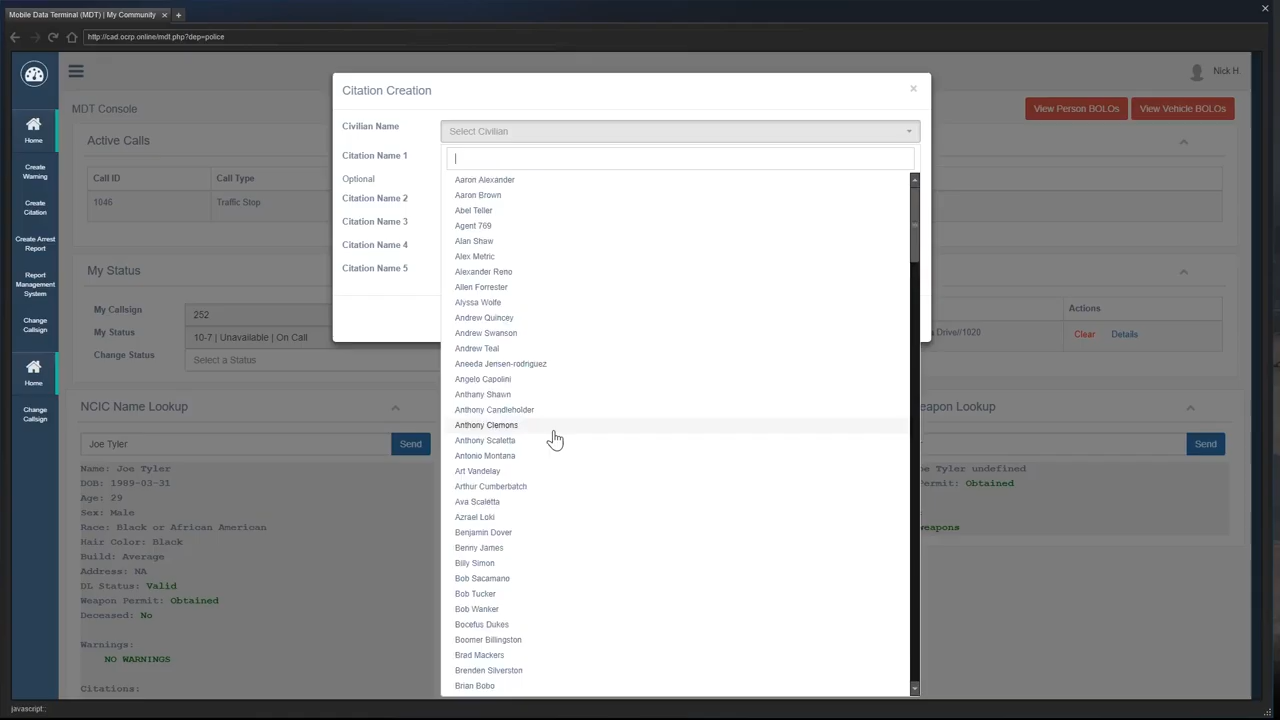 Mobile Data Terminal (MDT) | My Community
http://cad.ocrp.online/mdt.php?dep=police
Nick H.
Home
Create Warning
Create Citation
Create Arrest Report
Report Management System
Change Callsign
Home
Change Callsign
MDT Console
View Person BOLOs
View Vehicle BOLOs
Active Calls
Call ID
Call Type
1046
Traffic Stop
My Status
My Callsign
252
My Status
10-7 | Unavailable | On Call
Change Status
Select a Status
Actions
a Drive//1020
Clear
Details
NCIC Name Lookup
Joe Tyler
Send
Name: Joe Tyler
DOB: 1989-03-31
Age: 29
Sex: Male
Race: Black or African American
Hair Color: Black
Build: Average
Address: NA
DL Status: Valid
Weapon Permit: Obtained
Deceased: No
Warnings:
NO WARNINGS
Citations:
eapon Lookup
Send
e Tyler undefined
Permit: Obtained
eapons
Citation Creation
×
Civilian Name
Select Civilian
Citation Name 1
Optional
Citation Name 2
Citation Name 3
Citation Name 4
Citation Name 5
Aaron Alexander
Aaron Brown
Abel Teller
Agent 769
Alan Shaw
Alex Metric
Alexander Reno
Allen Forrester
Alyssa Wolfe
Andrew Quincey
Andrew Swanson
Andrew Teal
Aneeda Jensen-rodriguez
Angelo Capolini
Anthany Shawn
Anthony Candleholder
Anthony Clemons
Anthony Scaletta
Antonio Montana
Art Vandelay
Arthur Cumberbatch
Ava Scaletta
Azrael Loki
Benjamin Dover
Benny James
Billy Simon
Bob Sacamano
Bob Tucker
Bob Wanker
Bocefus Dukes
Boomer Billingston
Brad Mackers
Brenden Silverston
Brian Bobo
javascript:;